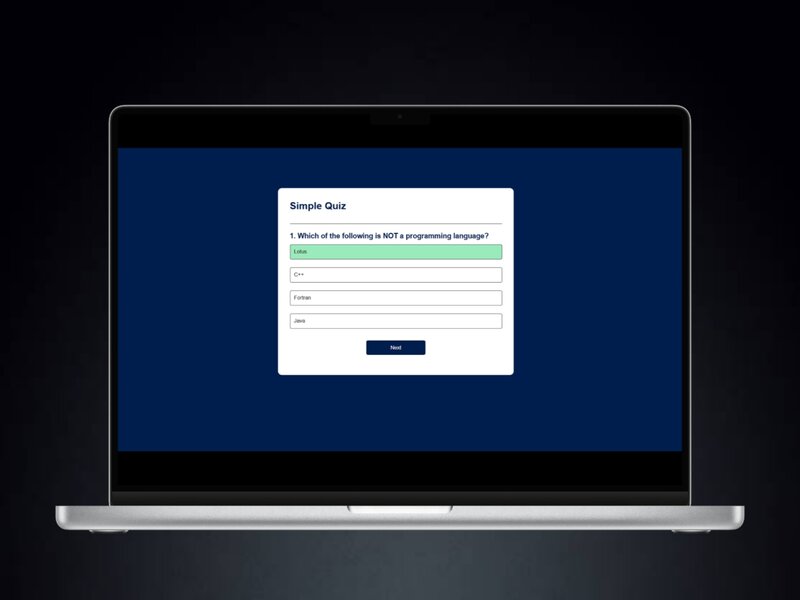 Simple Quiz
1. Which of the following is NOT a programming language?
Lotus
C++
Fortran
Java
Next